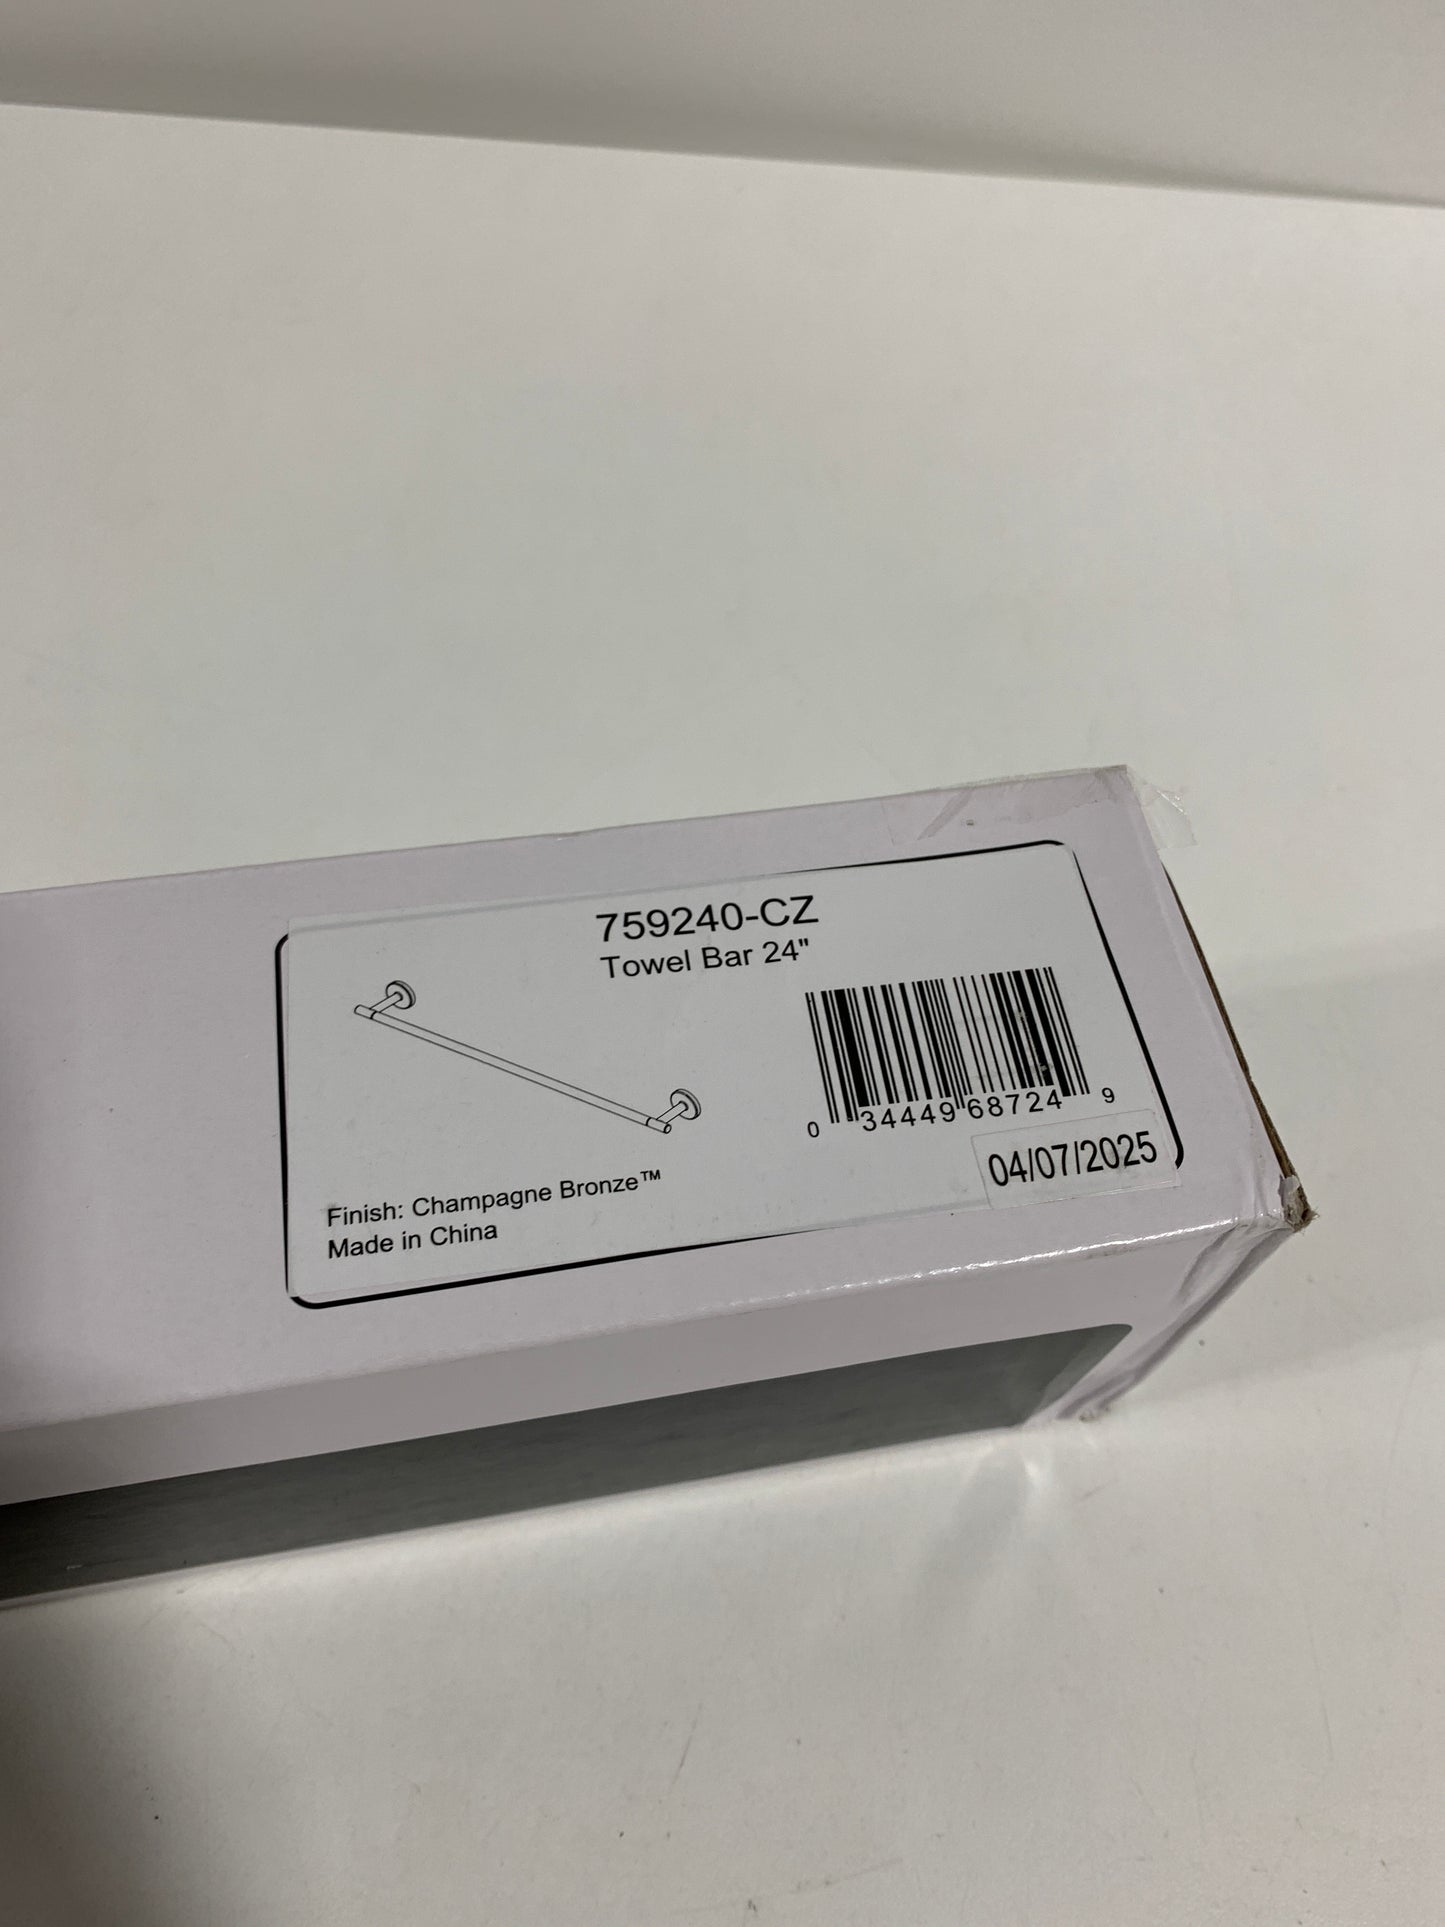 759240-CZ
Towel Bar 24"
0 34449 68724 9
04/07/2025
Finish: Champagne Bronze™
Made in China